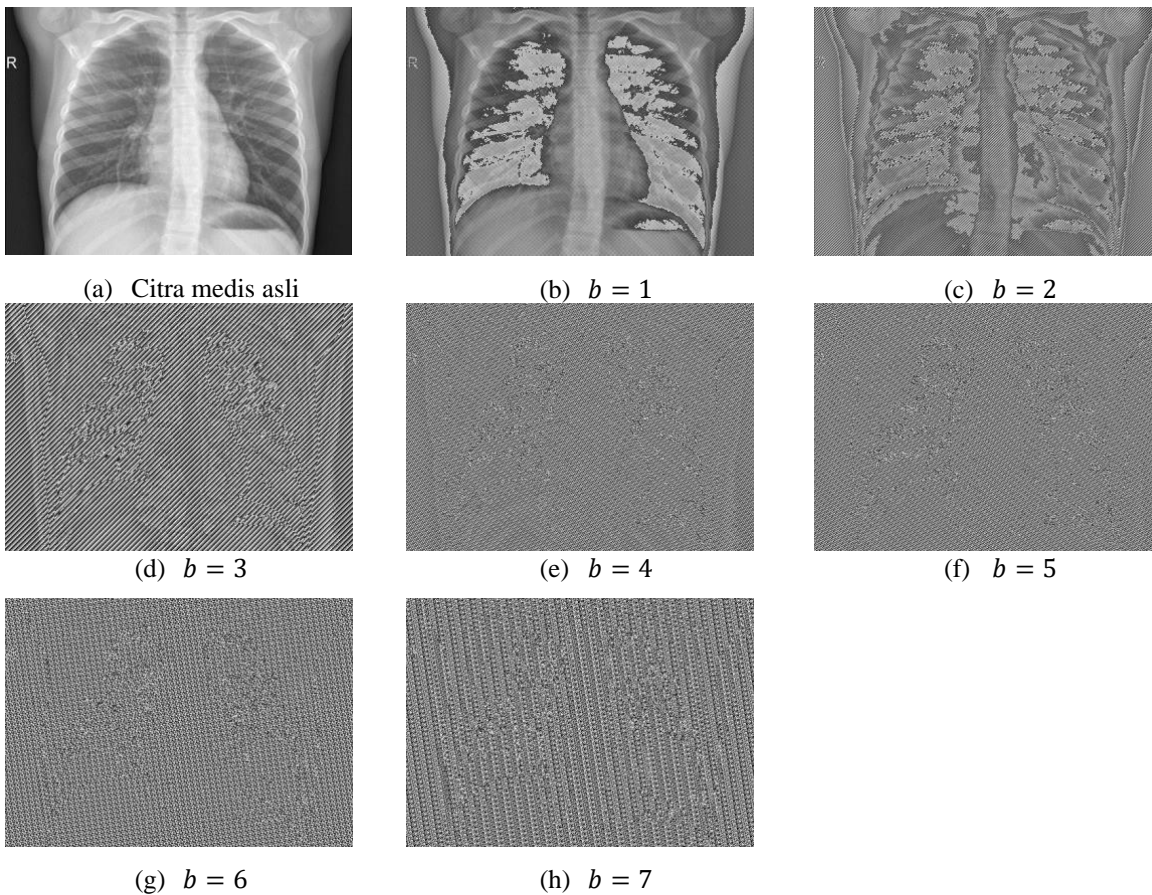 R
(a) Citra medis asli
(b) b = 1
(c) b = 2
(d) b = 3
(e) b = 4
(f) b = 5
(g) b = 6
(h) b = 7